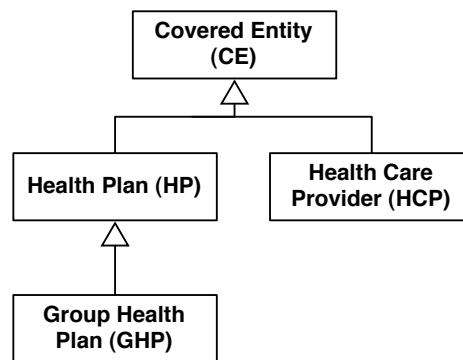 Covered Entity
(CE)
Health Plan (HP)
Health Care
Provider (HCP)
Group Health
Plan (GHP)